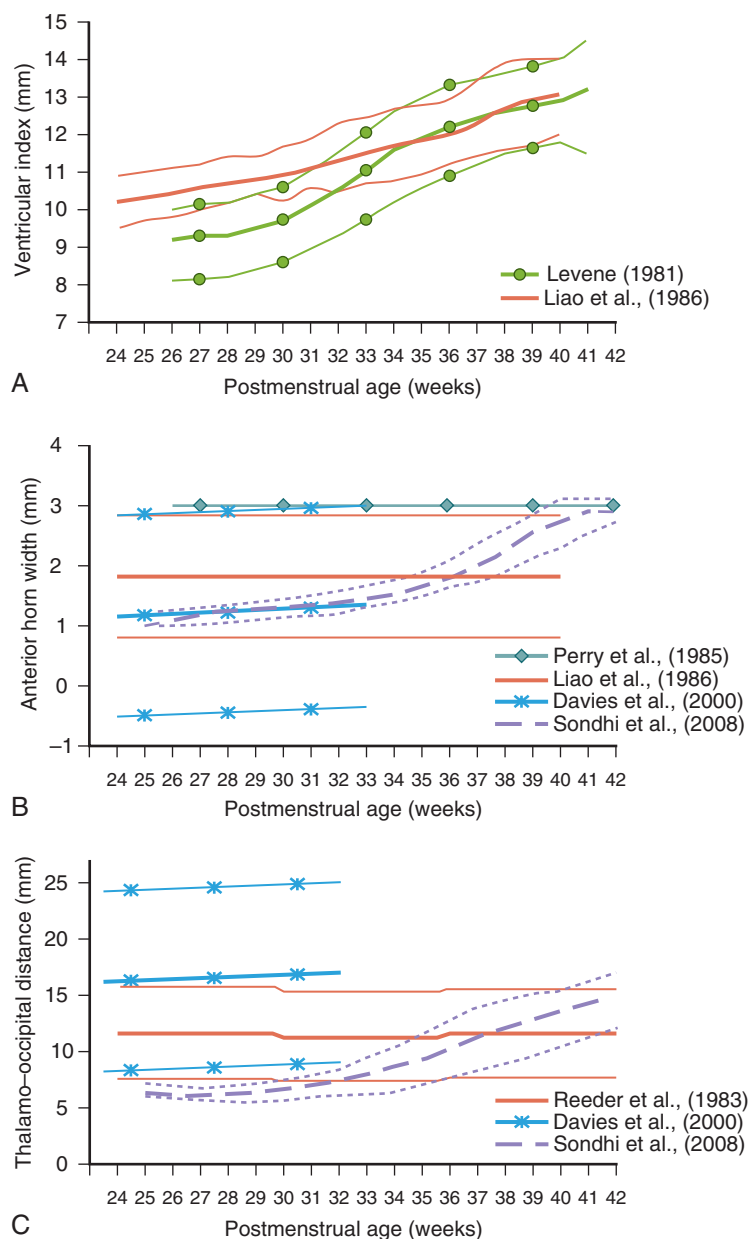 15
14
13
12
11
10
9
8
7
Ventricular index (mm)
Levene (1981)
Liao et al., (1986)
24 25 26 27 28 29 30 31 32 33 34 35 36 37 38 39 40 41 42
A
Postmenstrual age (weeks)
4
3
2
1
0
–1
Anterior horn width (mm)
Perry et al., (1985)
Liao et al., (1986)
Davies et al., (2000)
Sondhi et al., (2008)
24 25 26 27 28 29 30 31 32 33 34 35 36 37 38 39 40 41 42
B
Postmenstrual age (weeks)
25
20
15
10
5
0
Thalamo–occipital distance (mm)
Reeder et al., (1983)
Davies et al., (2000)
Sondhi et al., (2008)
24 25 26 27 28 29 30 31 32 33 34 35 36 37 38 39 40 41 42
C
Postmenstrual age (weeks)